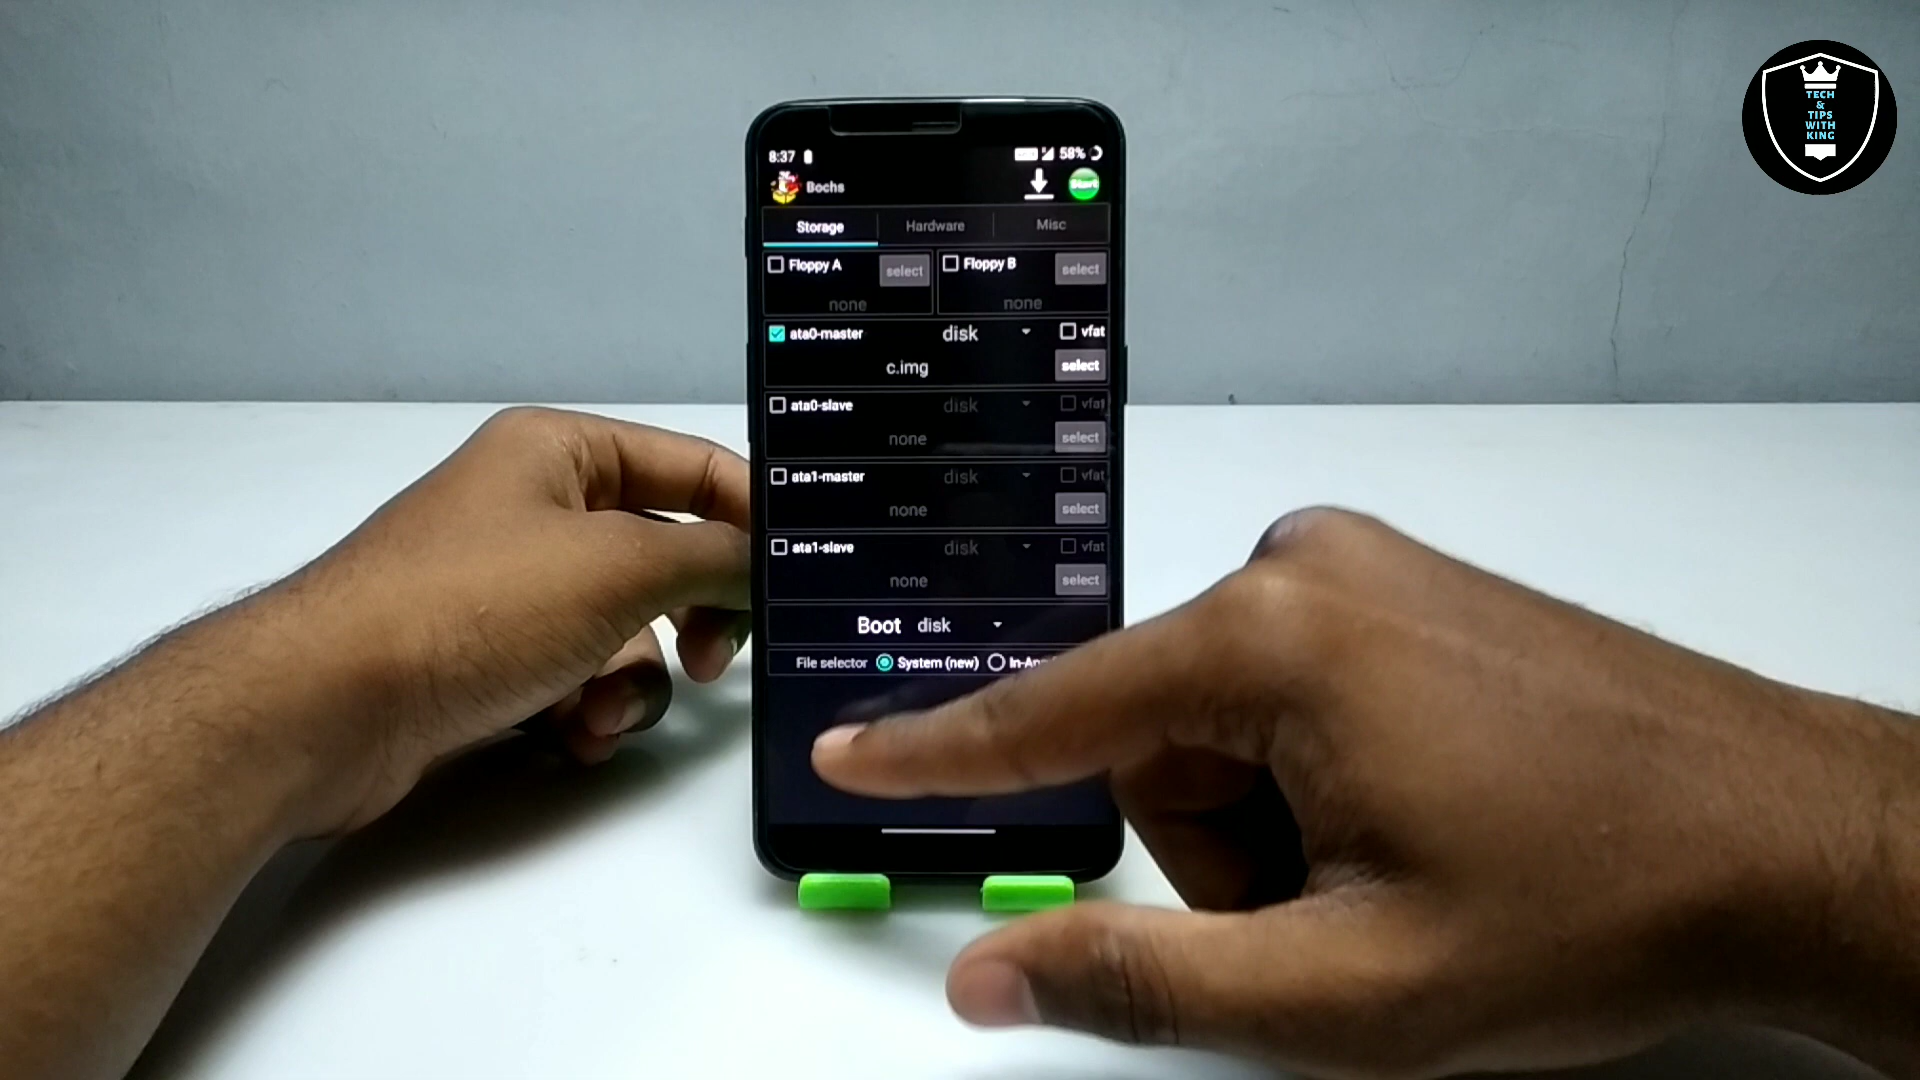 TECH
&
TIPS
WITH
KING
8:37
58%
Bochs
Start
Storage Hardware Misc
Floppy A select Floppy B select
none none
ata0-master disk vfat
c.img select
ata0-slave disk vfat
none select
ata1-master disk vfat
none select
ata1-slave disk vfat
none select
Boot disk
File selector System (new)